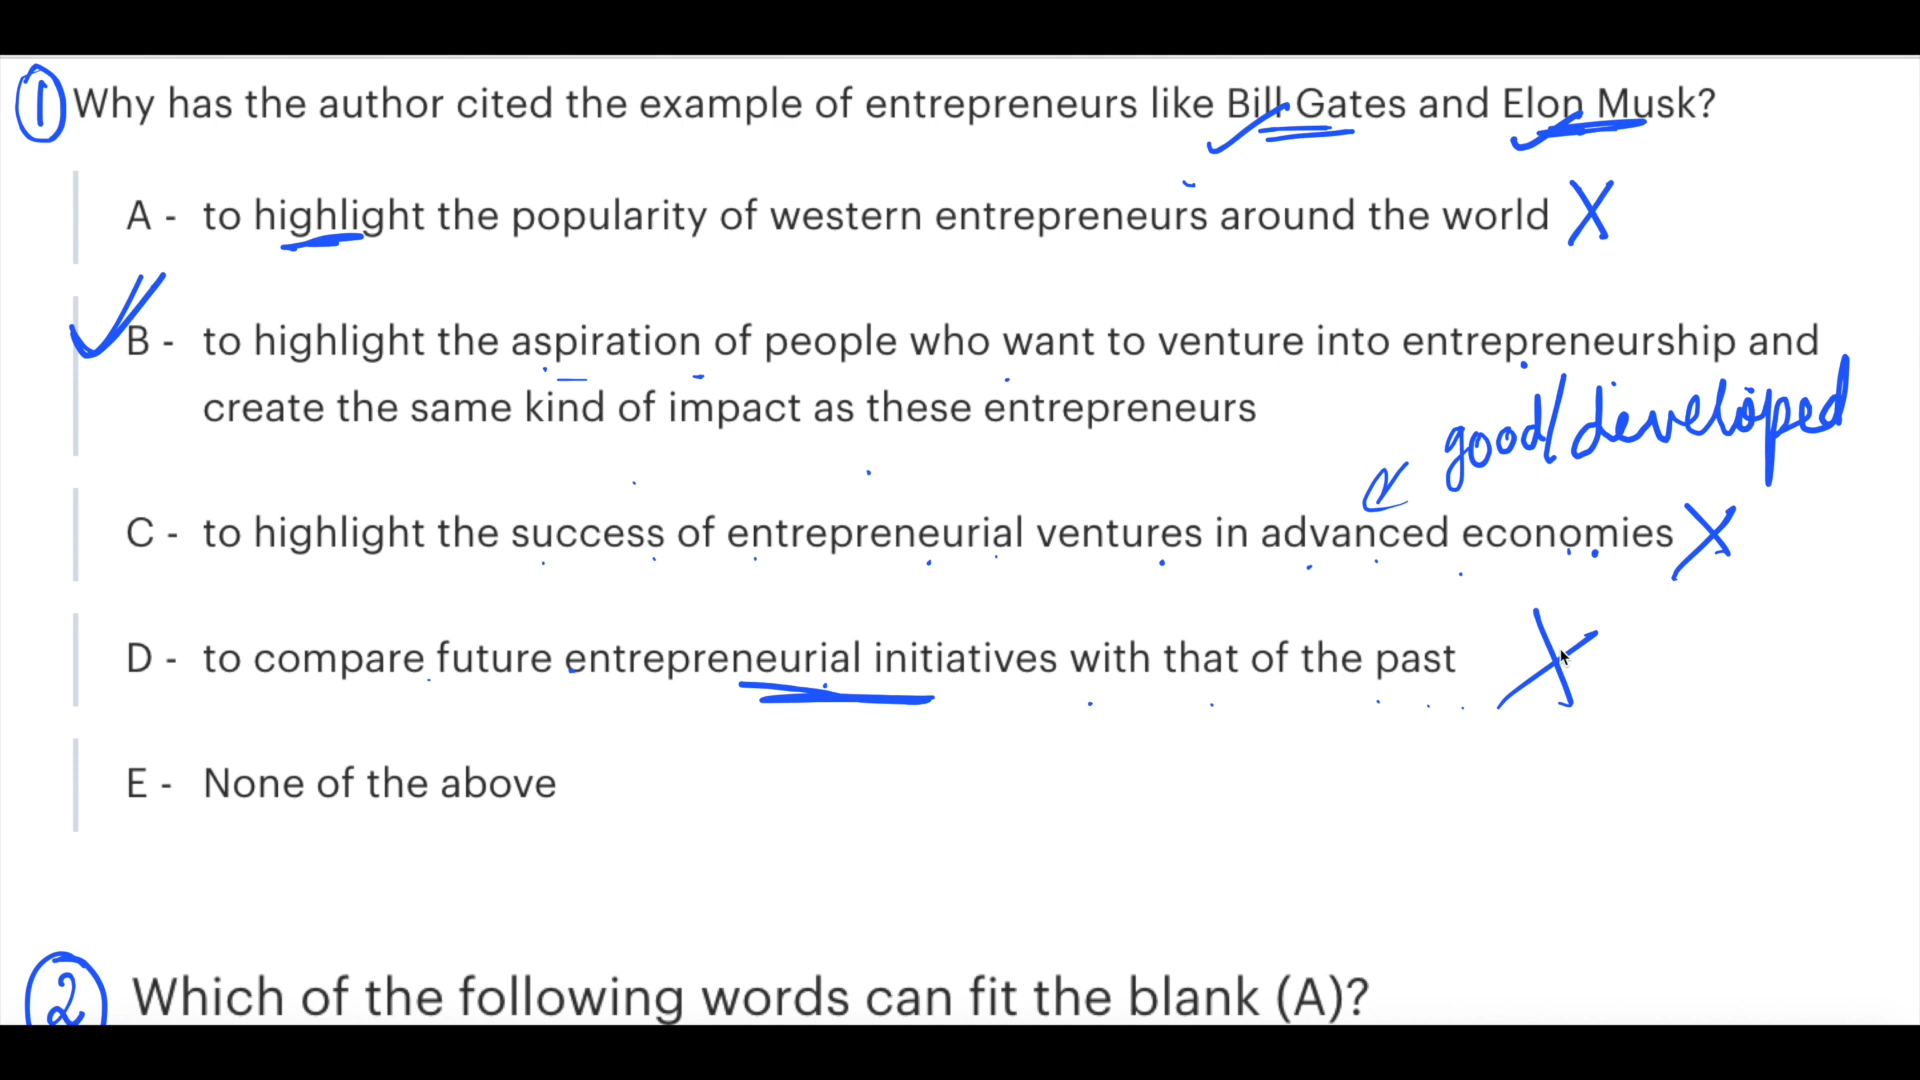 1 Why has the author cited the example of entrepreneurs like Bill Gates and Elon Musk?
A - to highlight the popularity of western entrepreneurs around the world X
B - to highlight the aspiration of people who want to venture into entrepreneurship and
create the same kind of impact as these entrepreneurs
good/developed
C - to highlight the success of entrepreneurial ventures in advanced economies X
D - to compare future entrepreneurial initiatives with that of the past X
E - None of the above
2 Which of the following words can fit the blank (A)?